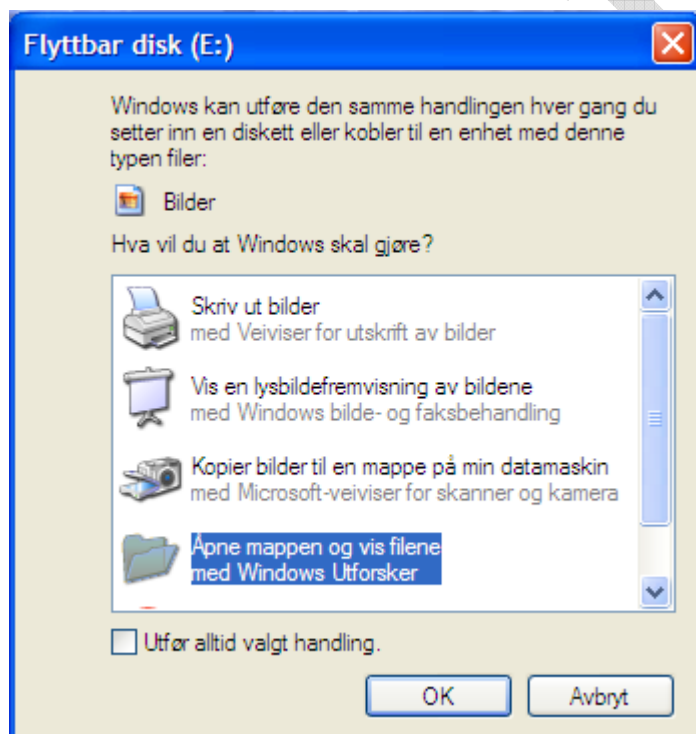 Flyttbar disk (E:)
Windows kan utføre den samme handlingen hver gang du
setter inn en diskett eller kobler til en enhet med denne
typen filer:
Bilder
Hva vil du at Windows skal gjøre?
Skriv ut bilder
med Veiviser for utskrift av bilder
Vis en lysbildefremvisning av bildene
med Windows bilde- og faksbehandling
Kopier bilder til en mappe på min datamaskin
med Microsoft-veiviser for skanner og kamera
Åpne mappen og vis filene
med Windows Utforsker
Utfør alltid valgt handling.
OK
Avbryt